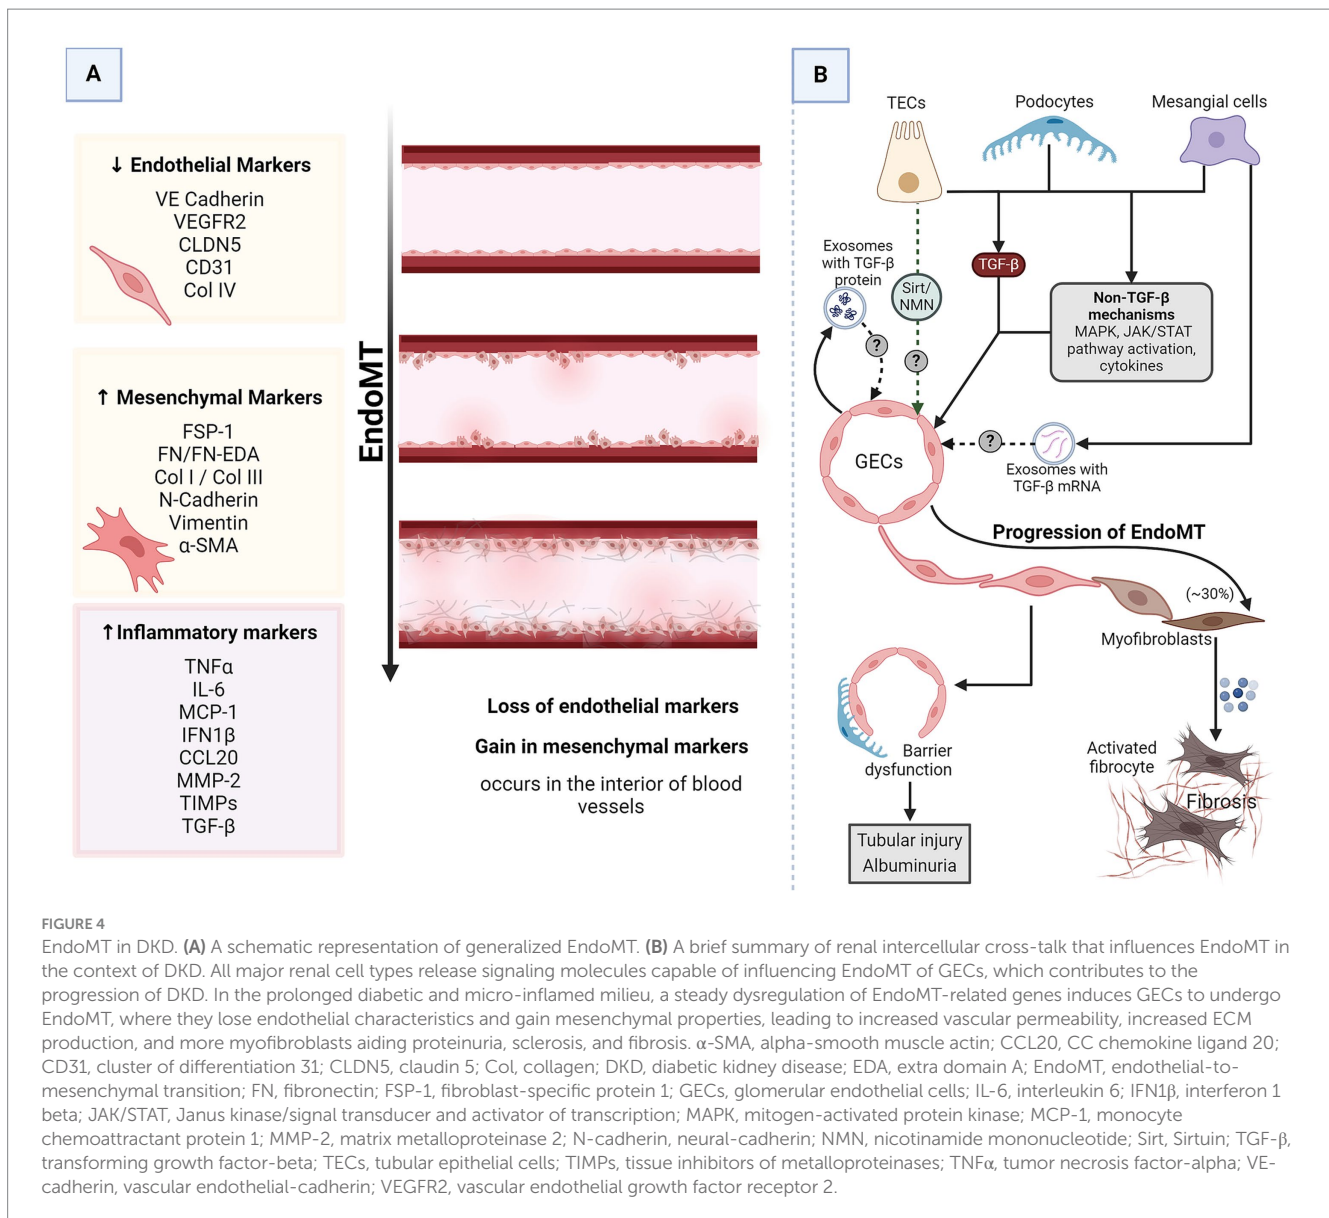 A
↓ Endothelial Markers
VE Cadherin
VEGFR2
CLDN5
CD31
Col IV
↑ Mesenchymal Markers
FSP-1
FN/FN-EDA
Col I / Col III
N-Cadherin
Vimentin
α-SMA
↑Inflammatory markers
TNFα
IL-6
MCP-1
IFN1β
CCL20
MMP-2
TIMPs
TGF-β
EndoMT
Loss of endothelial markers
Gain in mesenchymal markers
occurs in the interior of blood
vessels
B
TECs
Podocytes
Mesangial cells
Exosomes
with TGF-β
protein
Sirt/
NMN
TGF-β
Non-TGF-β
mechanisms
MAPK, JAK/STAT
pathway activation,
cytokines
?
?
?
GECs
Exosomes with
TGF-β mRNA
Progression of EndoMT
(~30%)
Myofibroblasts
Barrier
dysfunction
Tubular injury
Albuminuria
Activated
fibrocyte
Fibrosis
FIGURE 4
EndoMT in DKD. (A) A schematic representation of generalized EndoMT. (B) A brief summary of renal intercellular cross-talk that influences EndoMT in
the context of DKD. All major renal cell types release signaling molecules capable of influencing EndoMT of GECs, which contributes to the
progression of DKD. In the prolonged diabetic and micro-inflamed milieu, a steady dysregulation of EndoMT-related genes induces GECs to undergo
EndoMT, where they lose endothelial characteristics and gain mesenchymal properties, leading to increased vascular permeability, increased ECM
production, and more myofibroblasts aiding proteinuria, sclerosis, and fibrosis. α-SMA, alpha-smooth muscle actin; CCL20, CC chemokine ligand 20;
CD31, cluster of differentiation 31; CLDN5, claudin 5; Col, collagen; DKD, diabetic kidney disease; EDA, extra domain A; EndoMT, endothelial-to-
mesenchymal transition; FN, fibronectin; FSP-1, fibroblast-specific protein 1; GECs, glomerular endothelial cells; IL-6, interleukin 6; IFN1β, interferon 1
beta; JAK/STAT, Janus kinase/signal transducer and activator of transcription; MAPK, mitogen-activated protein kinase; MCP-1, monocyte
chemoattractant protein 1; MMP-2, matrix metalloproteinase 2; N-cadherin, neural-cadherin; NMN, nicotinamide mononucleotide; Sirt, Sirtuin; TGF-β,
transforming growth factor-beta; TECs, tubular epithelial cells; TIMPs, tissue inhibitors of metalloproteinases; TNFα, tumor necrosis factor-alpha; VE-
cadherin, vascular endothelial-cadherin; VEGFR2, vascular endothelial growth factor receptor 2.